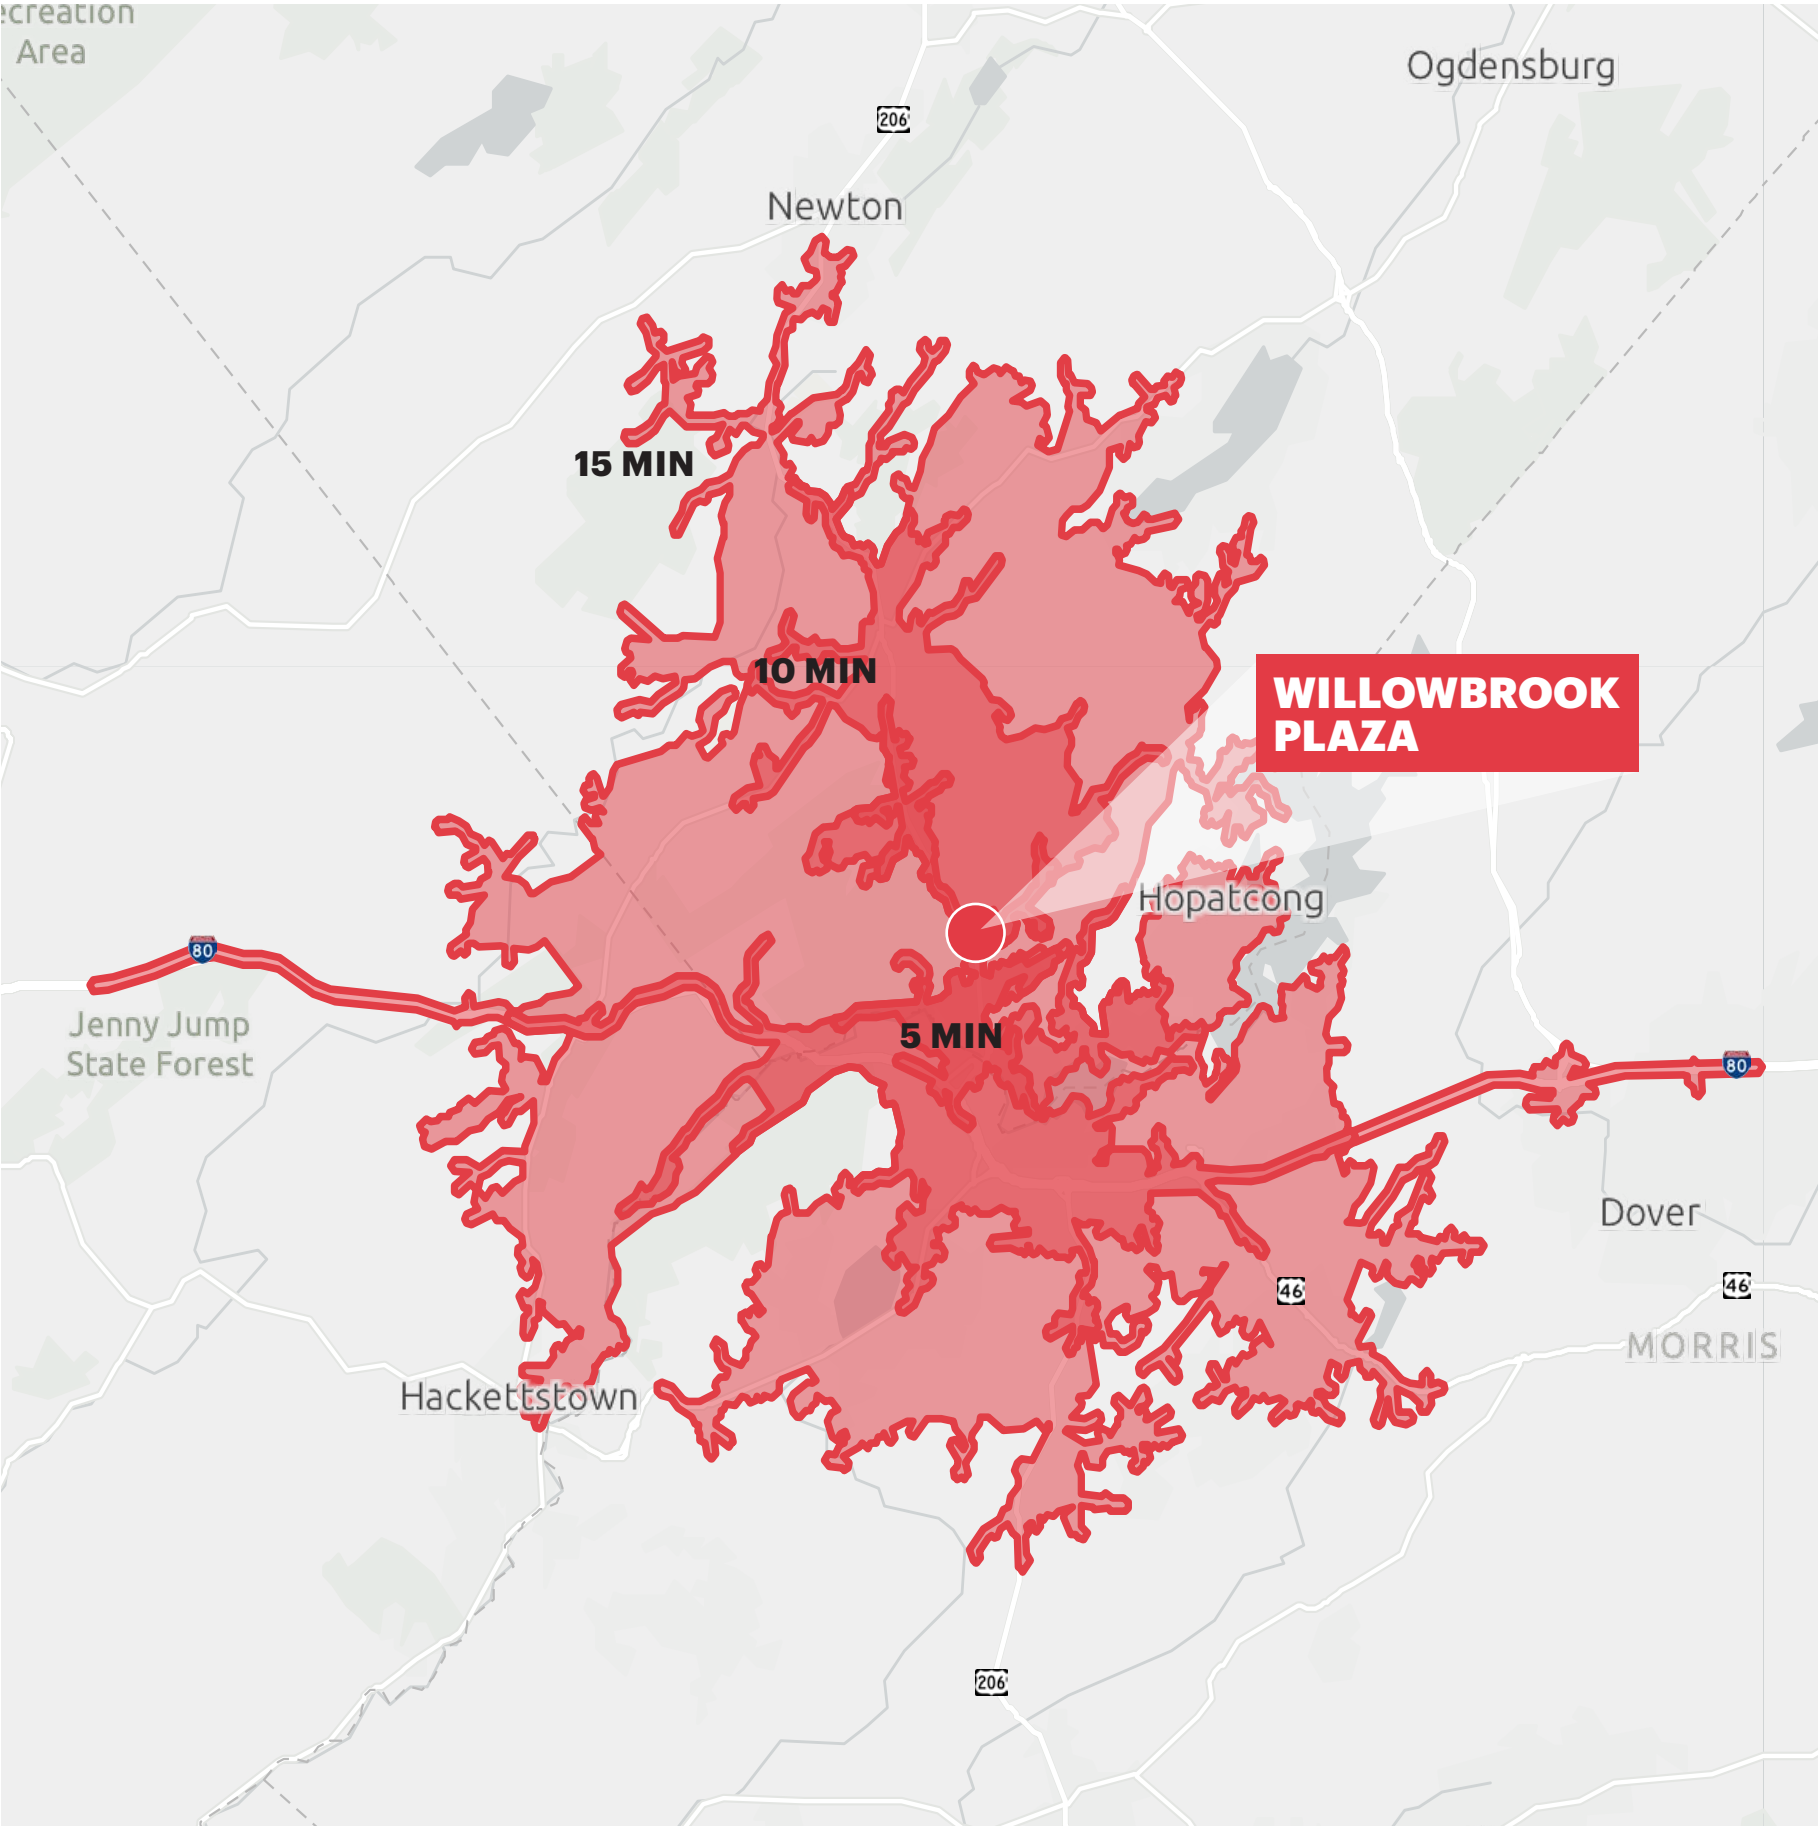 ecreation
Area
Ogdensburg
206
Newton
15 MIN
10 MIN
WILLOWBROOK
PLAZA
Hopatcong
80
Jenny Jump
State Forest
5 MIN
80
Dover
46
46
MORRIS
Hackettstown
206